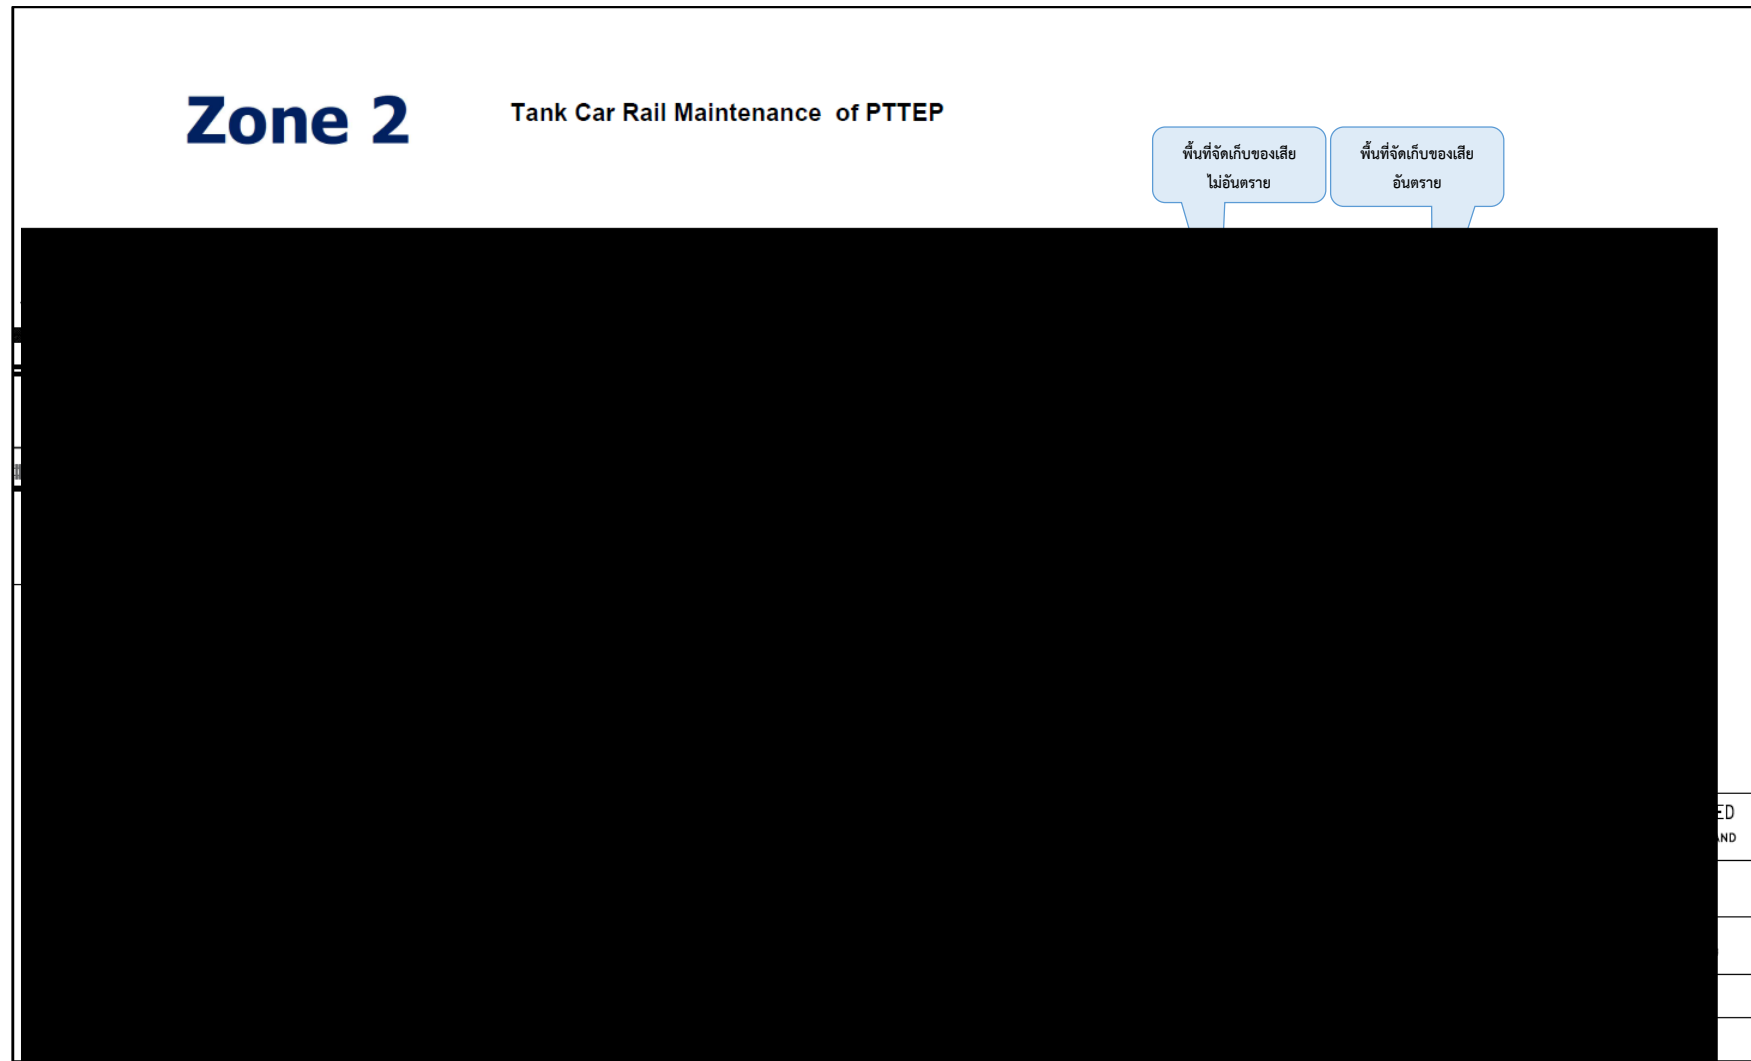 Zone 2
Tank Car Rail Maintenance of PTTEP
พื้นที่จัดเก็บของเสีย
ไม่อันตราย
พื้นที่จัดเก็บของเสีย
อันตราย